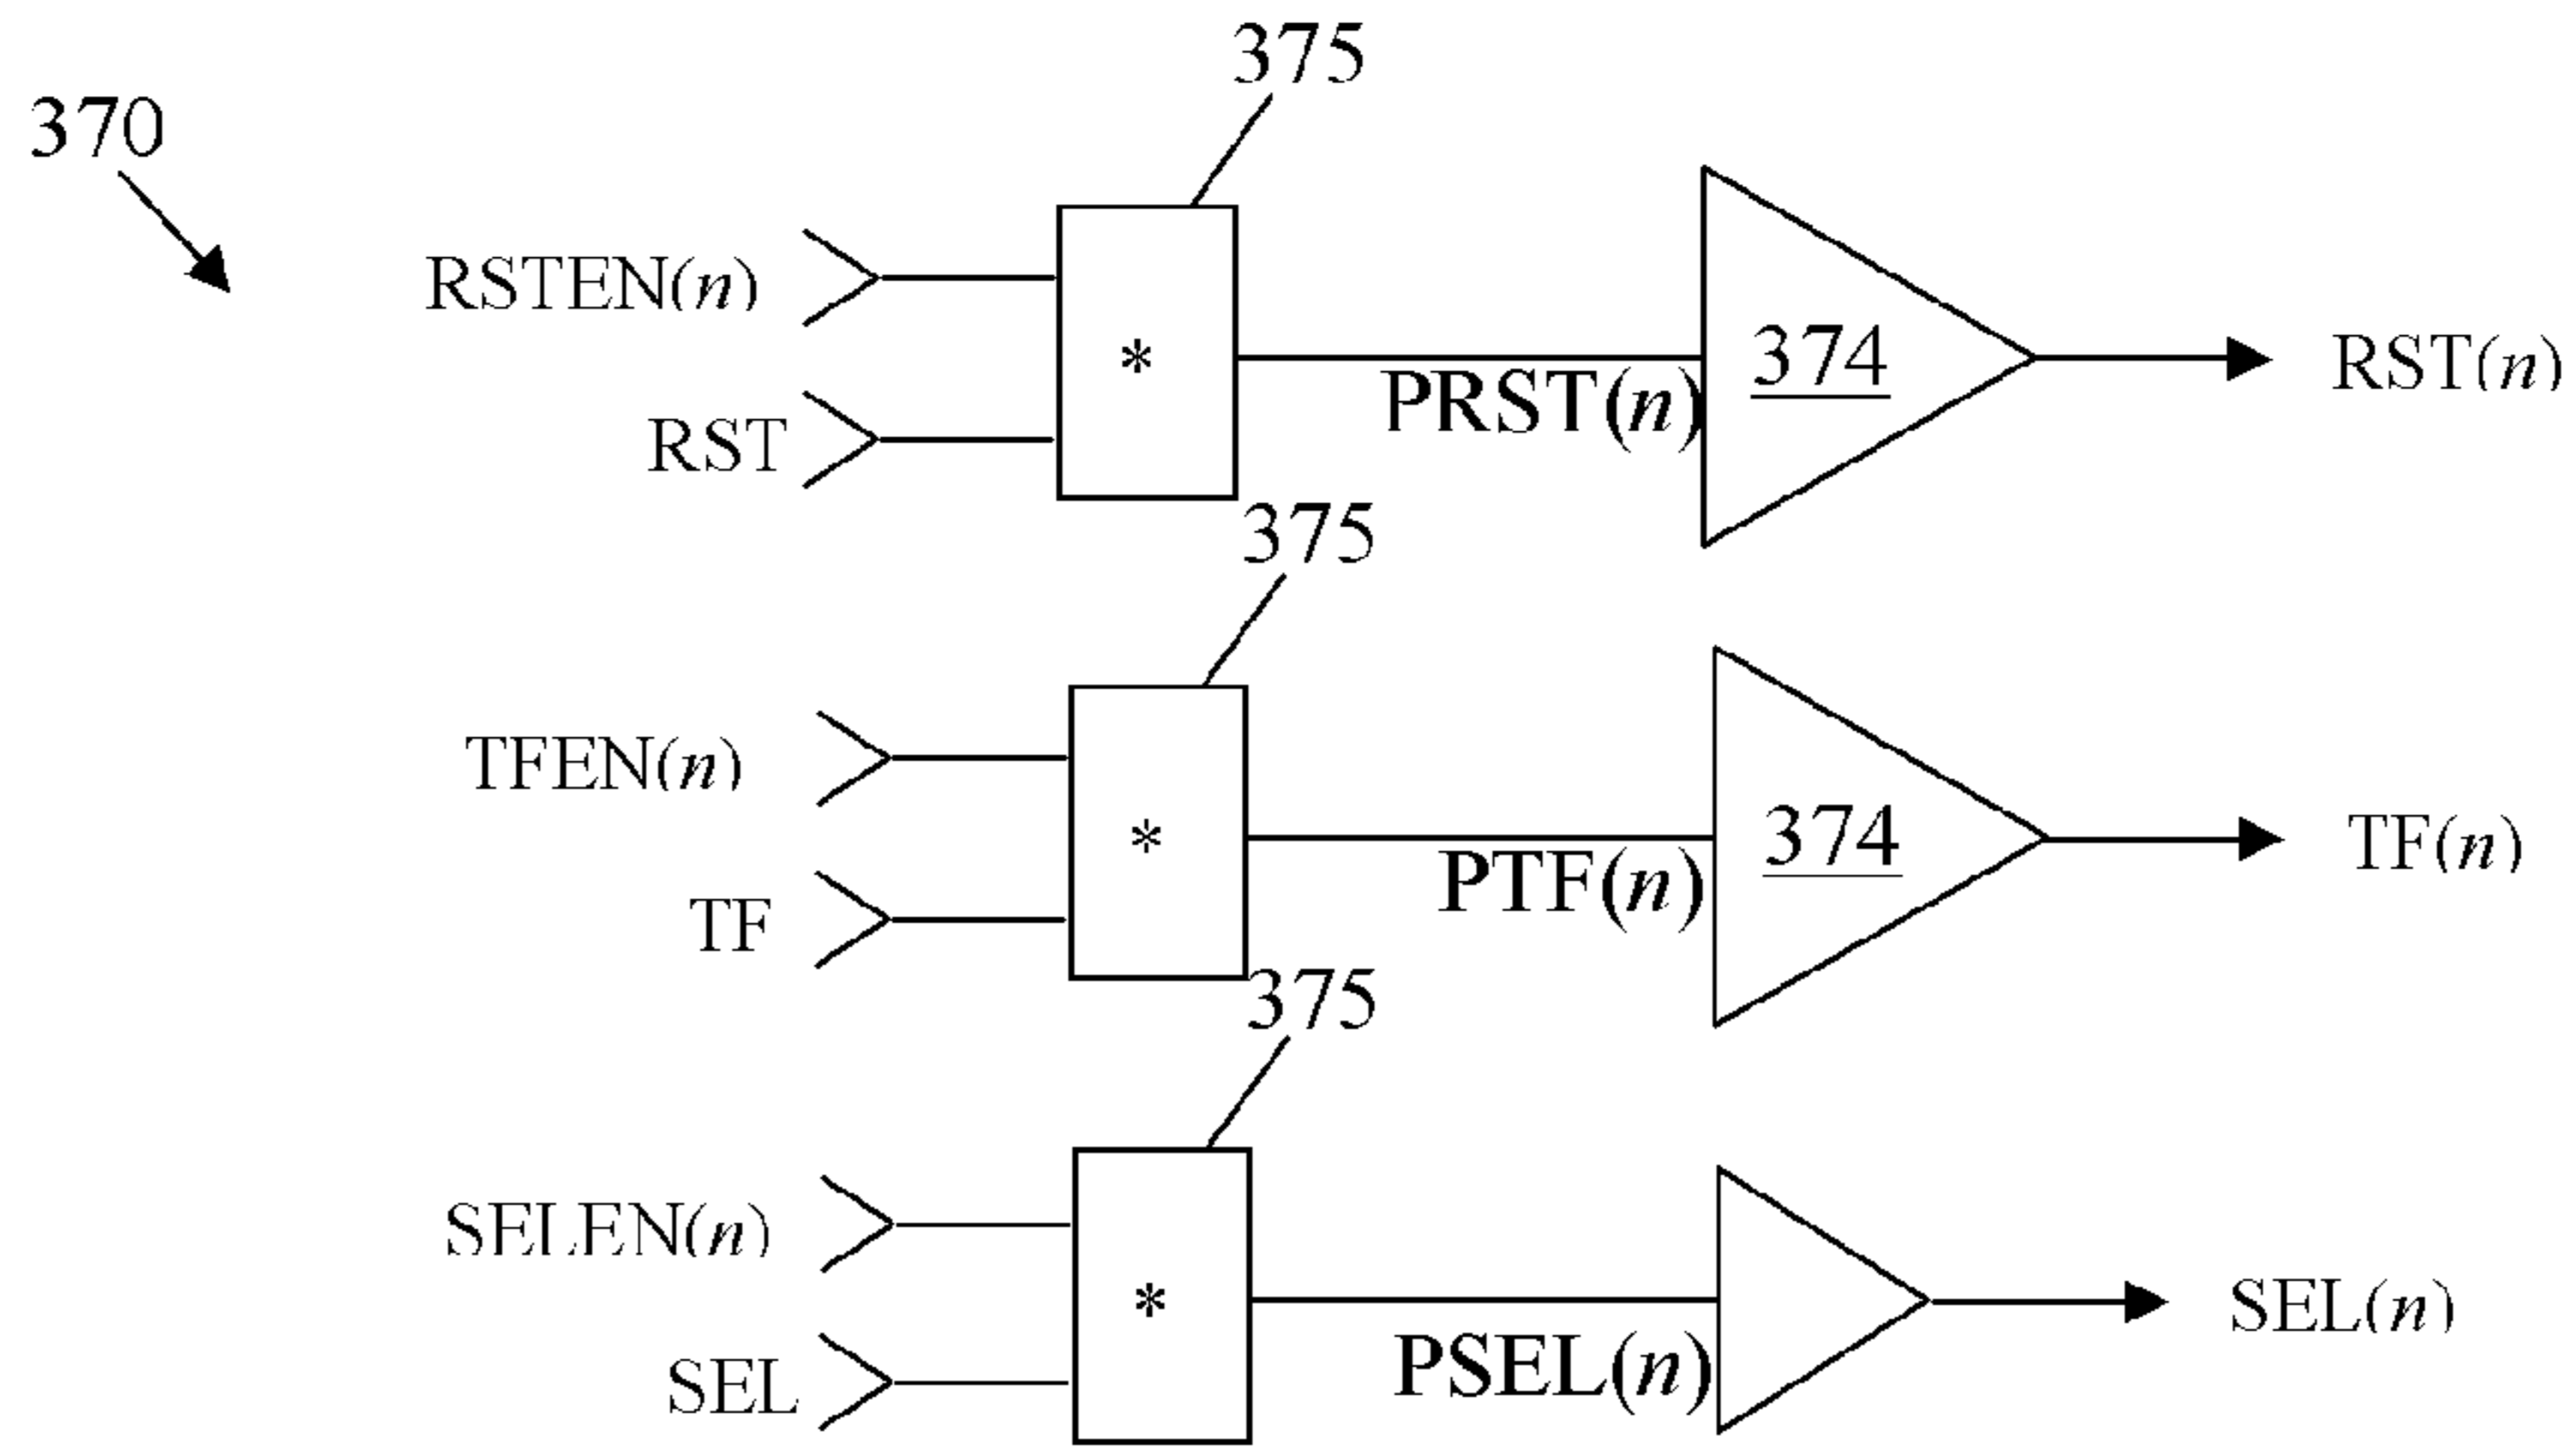 375
370
RSTEN(n)
*
374
RST(n)
PRST(n)
RST
375
TFEN(n)
*
374
TF(n)
PTF(n)
TF
375
SELEN(n)
*
SEL(n)
PSEL(n)
SEL